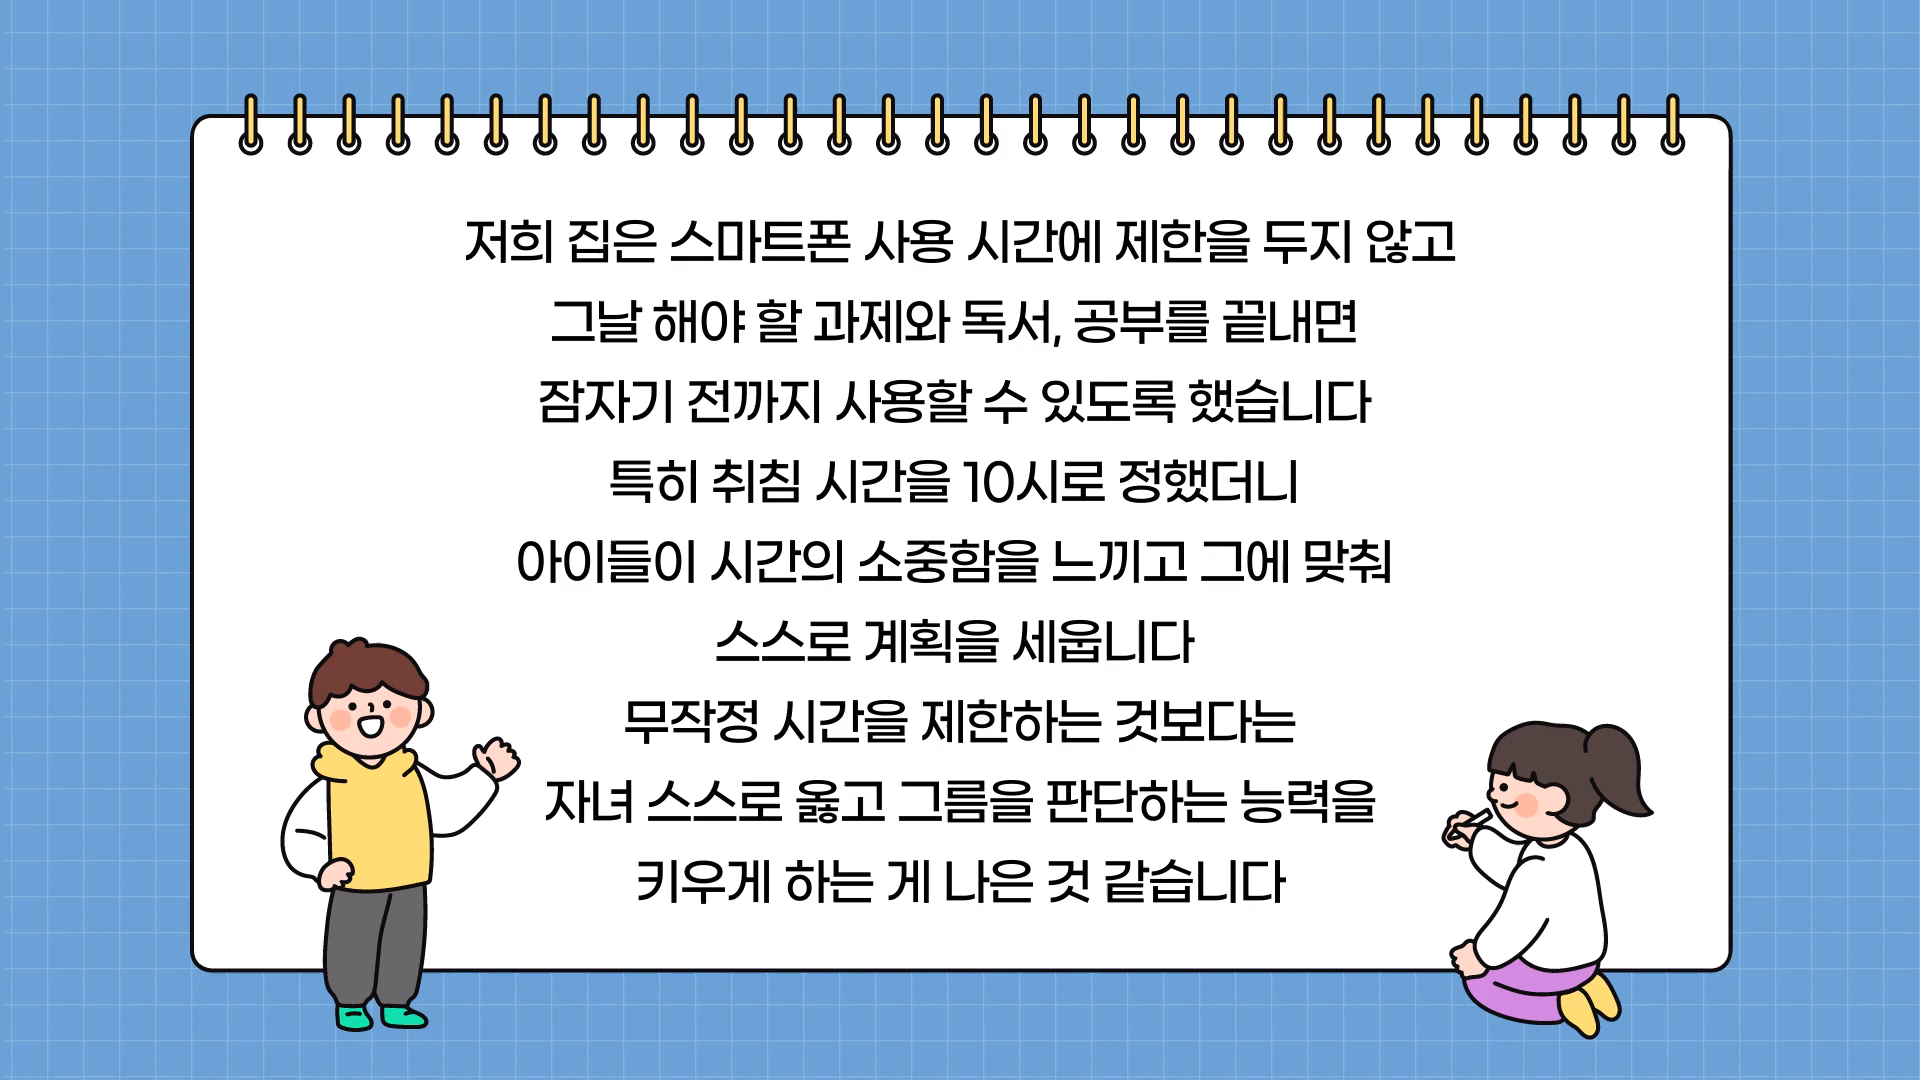 저희 집은 스마트폰 사용 시간에 제한을 두지 않고
그날 해야 할 과제와 독서, 공부를 끝내면
잠자기 전까지 사용할 수 있도록 했습니다
특히 취침 시간을 10시로 정했더니
아이들이 시간의 소중함을 느끼고 그에 맞춰
스스로 계획을 세웁니다
무작정 시간을 제한하는 것보다는
자녀 스스로 옳고 그름을 판단하는 능력을
키우게 하는 게 나은 것 같습니다